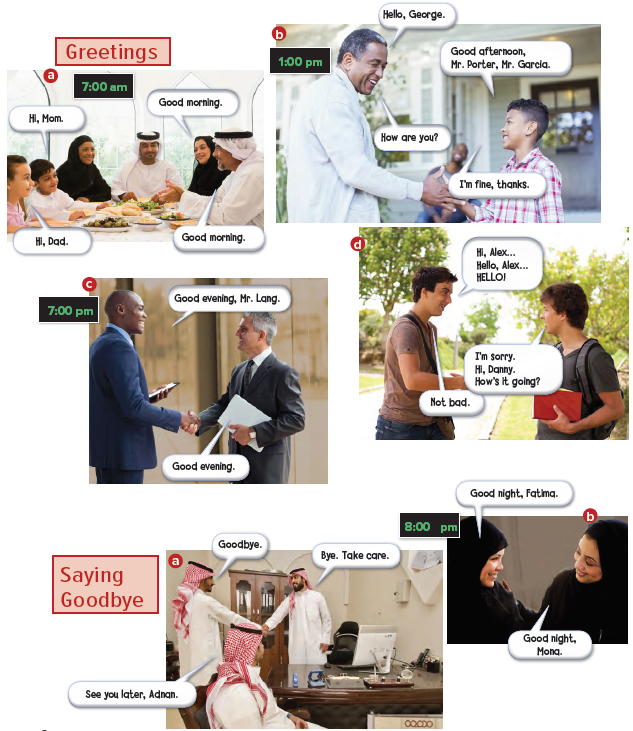 Greetings
a
7:00 am
Hi, Mom.
Good morning.
Hi, Dad.
Good morning.
b
1:00 pm
Hello, George.
Good afternoon,
Mr. Porter, Mr. Garcia.
How are you?
I'm fine, thanks.
c
7:00 pm
Good evening, Mr. Lang.
Good evening.
d
Hi, Alex...
Hello, Alex...
HELLO!
I'm sorry.
Hi, Danny.
How's it going?
Not bad.
Saying
Goodbye
a
Goodbye.
Bye. Take care.
See you later, Adnan.
b
8:00 pm
Good night, Fatima.
Good night,
Mona.